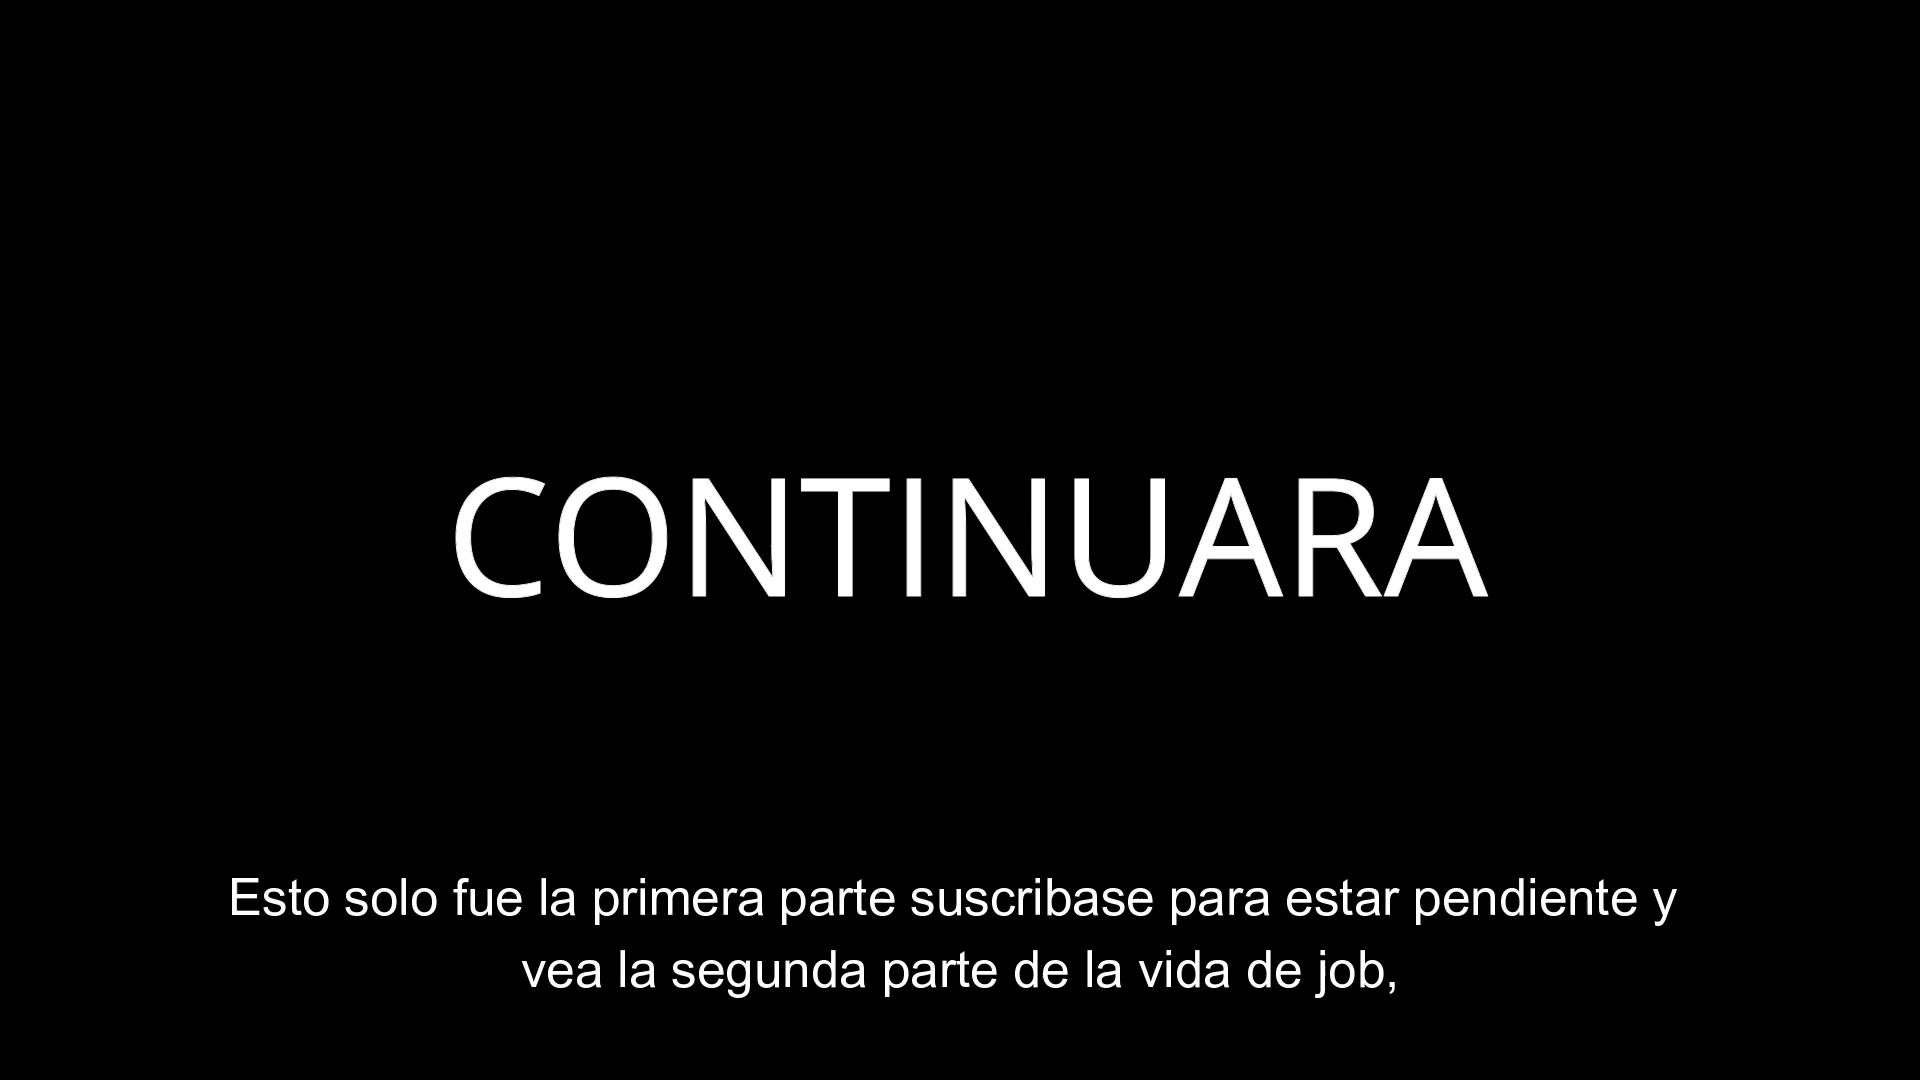 CONTINUARA
Esto solo fue la primera parte suscribase para estar pendiente y
vea la segunda parte de la vida de job,